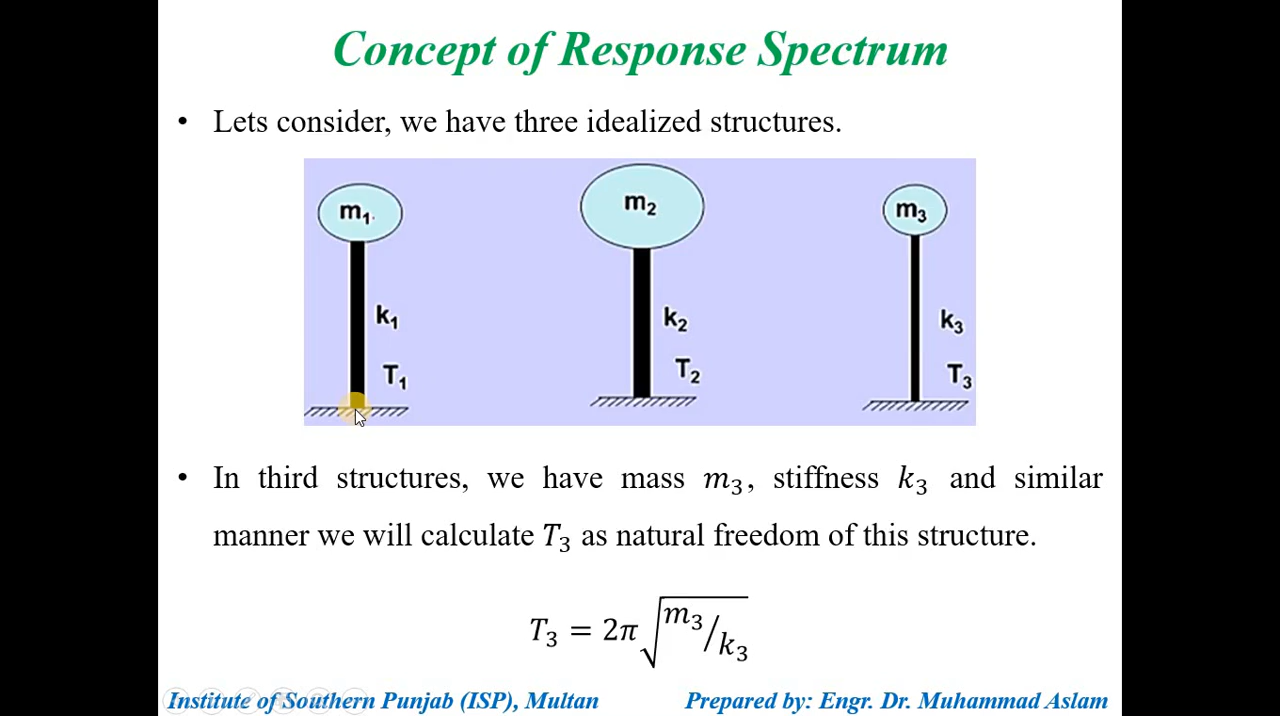 Concept of Response Spectrum
• Lets consider, we have three idealized structures.
m₁ m₂ m₃
k₁ k₂ k₃
T₁ T₂ T₃
• In third structures, we have mass m₃, stiffness k₃ and similar
manner we will calculate T₃ as natural freedom of this structure.
T₃ = 2π√(m₃/k₃)
Institute of Southern Punjab (ISP), Multan Prepared by: Engr. Dr. Muhammad Aslam